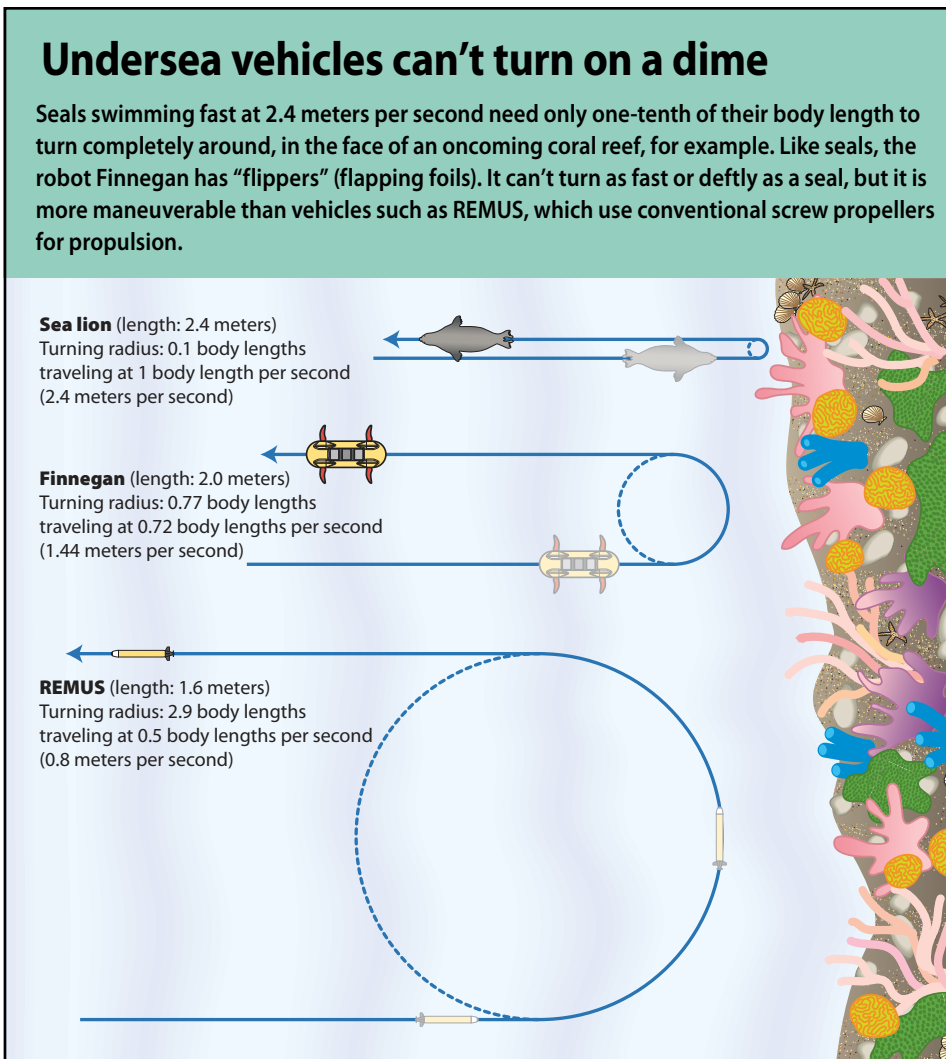 Undersea vehicles can’t turn on a dime
Seals swimming fast at 2.4 meters per second need only one-tenth of their body length to
turn completely around, in the face of an oncoming coral reef, for example. Like seals, the
robot Finnegan has “flippers” (flapping foils). It can’t turn as fast or deftly as a seal, but it is
more maneuverable than vehicles such as REMUS, which use conventional screw propellers
for propulsion.
Sea lion (length: 2.4 meters)
Turning radius: 0.1 body lengths
traveling at 1 body length per second
(2.4 meters per second)
Finnegan (length: 2.0 meters)
Turning radius: 0.77 body lengths
traveling at 0.72 body lengths per second
(1.44 meters per second)
REMUS (length: 1.6 meters)
Turning radius: 2.9 body lengths
traveling at 0.5 body lengths per second
(0.8 meters per second)